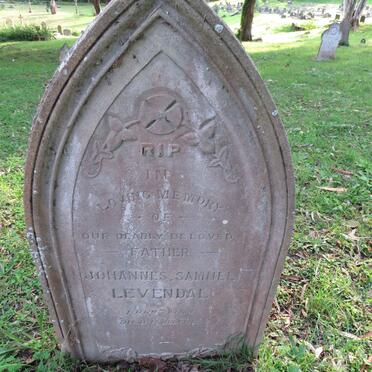 RIP
IN
LOVING MEMORY
OF
OUR DEARLY BELOVED
FATHER
JOHANNES SAMUEL
LEVENDAL